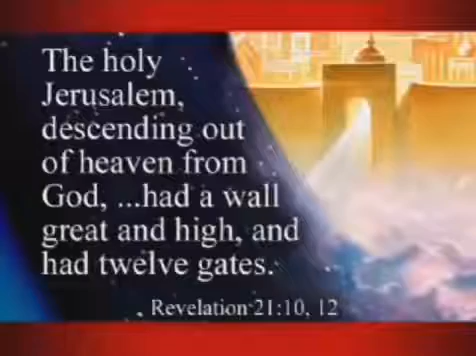 The holy
Jerusalem,
descending out
of heaven from
God, ...had a wall
great and high, and
had twelve gates.
Revelation 21:10, 12